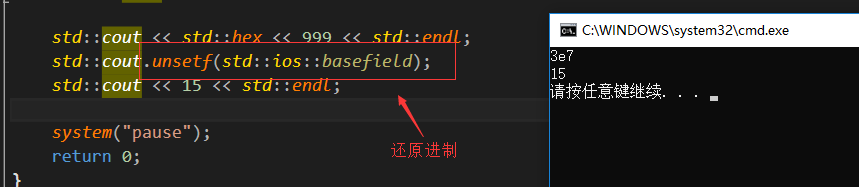 std::cout << std::hex << 999 << std::endl;
std::cout.unsetf(std::ios::basefield);
std::cout << 15 << std::endl;
system("pause");
return 0;
}
还原进制
C:\WINDOWS\system32\cmd.exe
3e7
15
请按任意键继续. . .